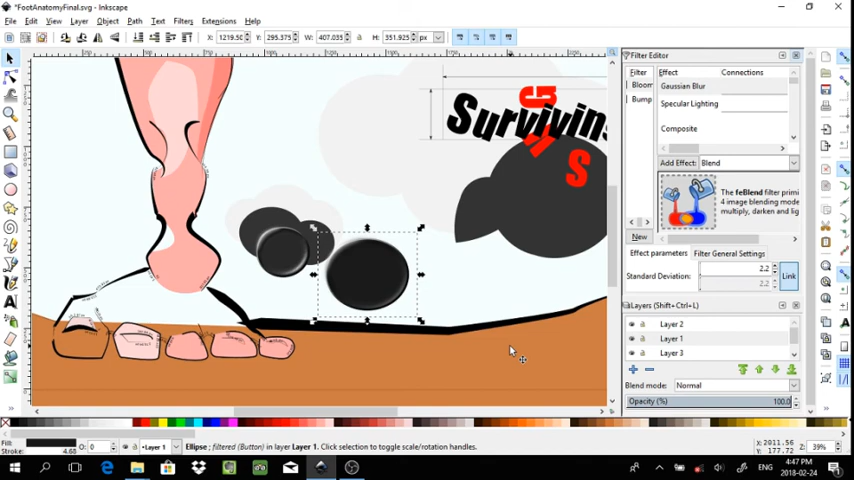 *FootAnatomyFinal.svg - Inkscape
File Edit View Layer Object Path Text Filters Extensions Help
X: 1219.50 Y: 295.375 W: 407.035 H: 351.925 px
Filter Editor
Filter Effect Connections
Bloom Gaussian Blur
Bump Specular Lighting
Composite
Add Effect: Blend
The feBlend filter primi
4 image blending mode
multiply, darken and lig
New
Effect parameters Filter General Settings
Standard Deviation: 2.2 Link
2.2
Layers (Shift+Ctrl+L)
Layer 2
Layer 1
Layer 3
Blend mode: Normal
Opacity (%) 100.0
Surviving
G
S
Fill:
Stroke: 4.68
O: 0
•Layer 1
Ellipse; filtered (Button) in layer Layer 1. Click selection to toggle scale/rotation handles.
X: 2011.56
Y: 177.72
Z: 39%
ENG
4:47 PM
2018-02-24